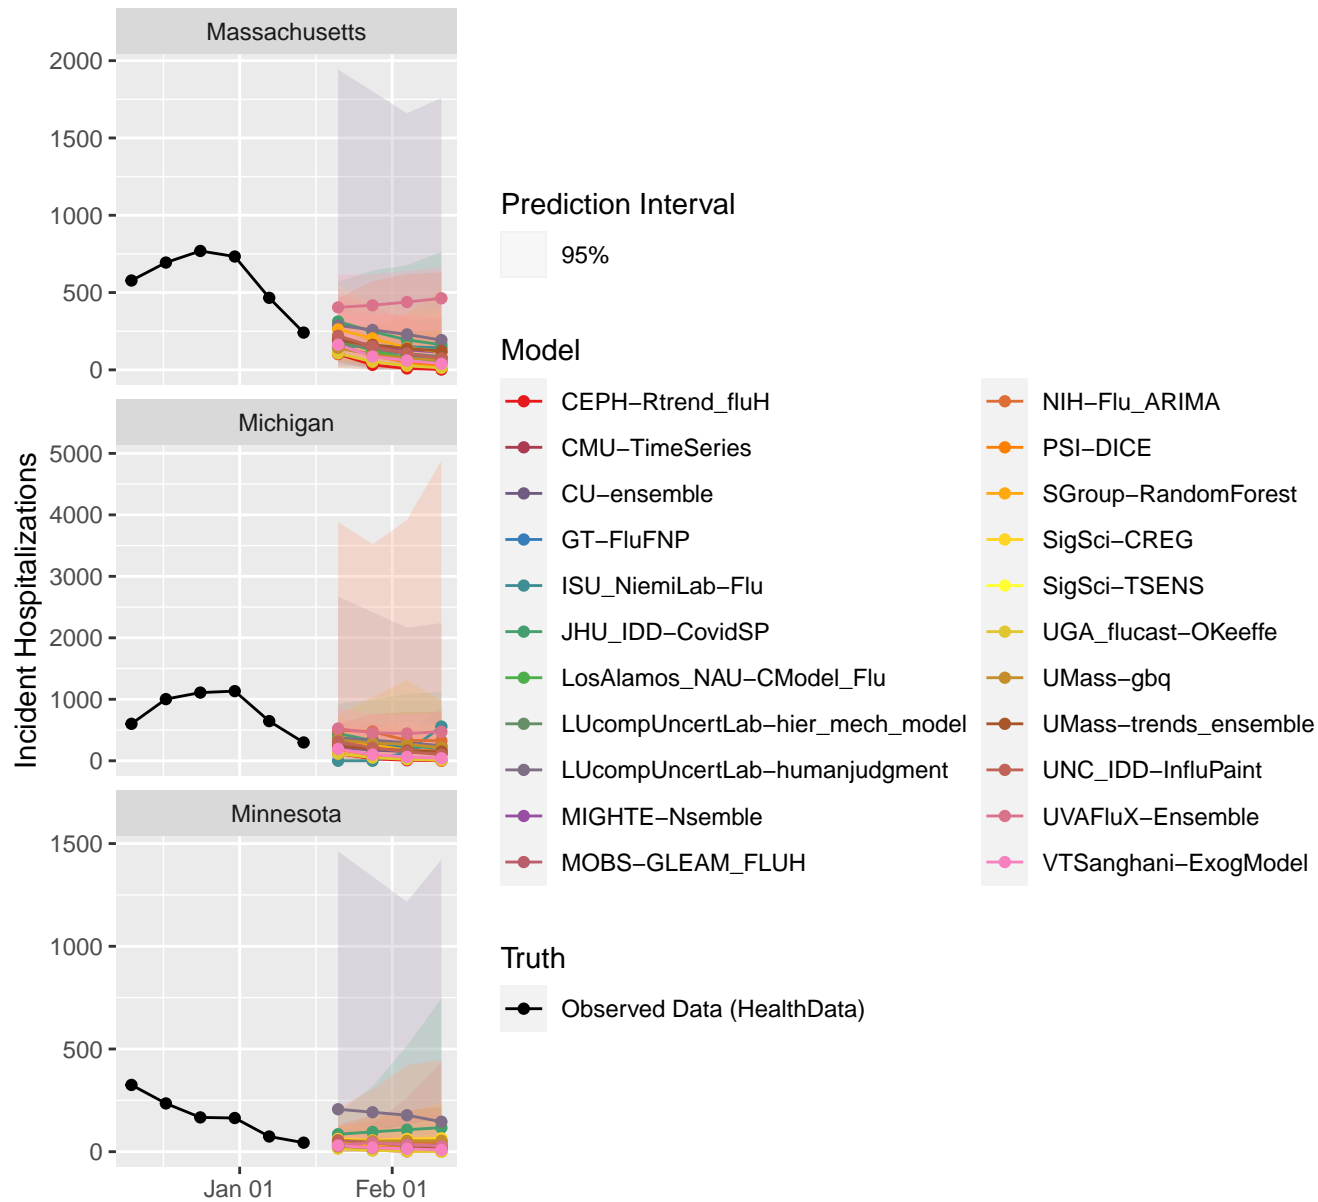 Massachusetts
2000
1500
1000
500
0
Michigan
5000
4000
3000
2000
1000
0
Minnesota
1500
1000
500
0
Jan 01
Feb 01
Incident Hospitalizations
Prediction Interval
95%
Model
CEPH−Rtrend_fluH
CMU−TimeSeries
CU−ensemble
GT−FluFNP
ISU_NiemiLab−Flu
JHU_IDD−CovidSP
LosAlamos_NAU−CModel_Flu
LUcompUncertLab−hier_mech_model
LUcompUncertLab−humanjudgment
MIGHTE−Nsemble
MOBS−GLEAM_FLUH
NIH−Flu_ARIMA
PSI−DICE
SGroup−RandomForest
SigSci−CREG
SigSci−TSENS
UGA_flucast−OKeeffe
UMass−gbq
UMass−trends_ensemble
UNC_IDD−InfluPaint
UVAFluX−Ensemble
VTSanghani−ExogModel
Truth
Observed Data (HealthData)